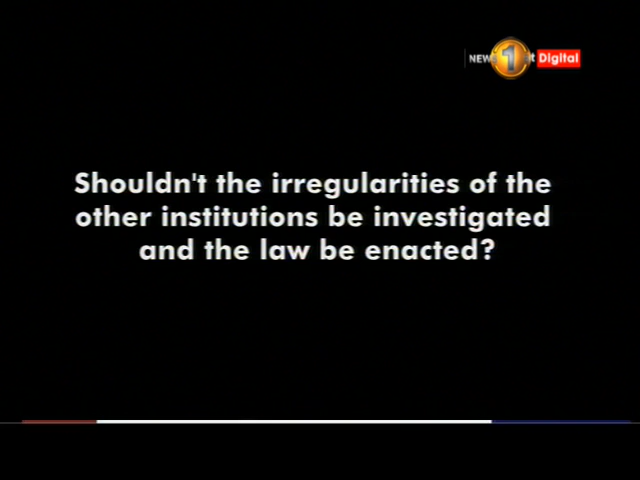 NEWS 1st Digital
Shouldn't the irregularities of the
other institutions be investigated
and the law be enacted?